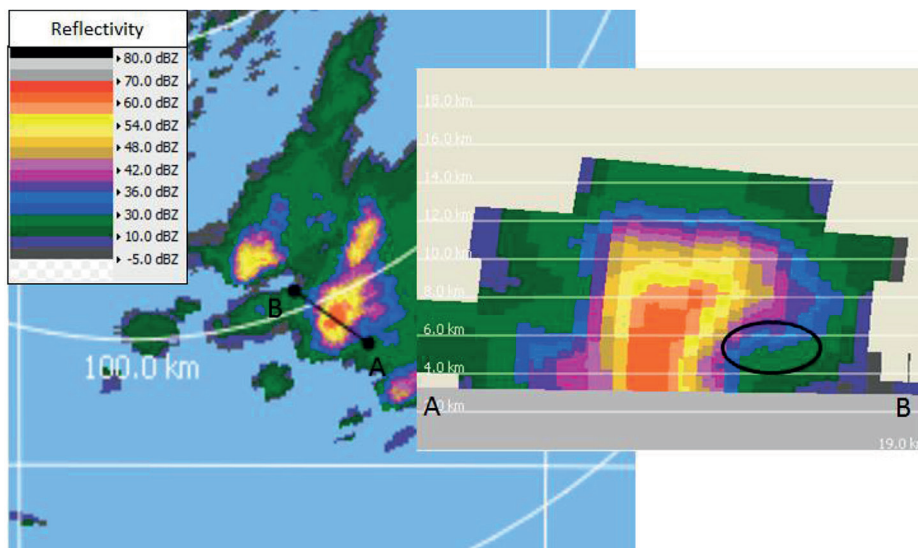 Reflectivity
80.0 dBZ
70.0 dBZ
60.0 dBZ
54.0 dBZ
48.0 dBZ
42.0 dBZ
36.0 dBZ
30.0 dBZ
10.0 dBZ
-5.0 dBZ
B
A
100.0 km
18.0 km
16.0 km
14.0 km
12.0 km
10.0 km
8.0 km
6.0 km
4.0 km
A
B
2.0 km
19.0 km